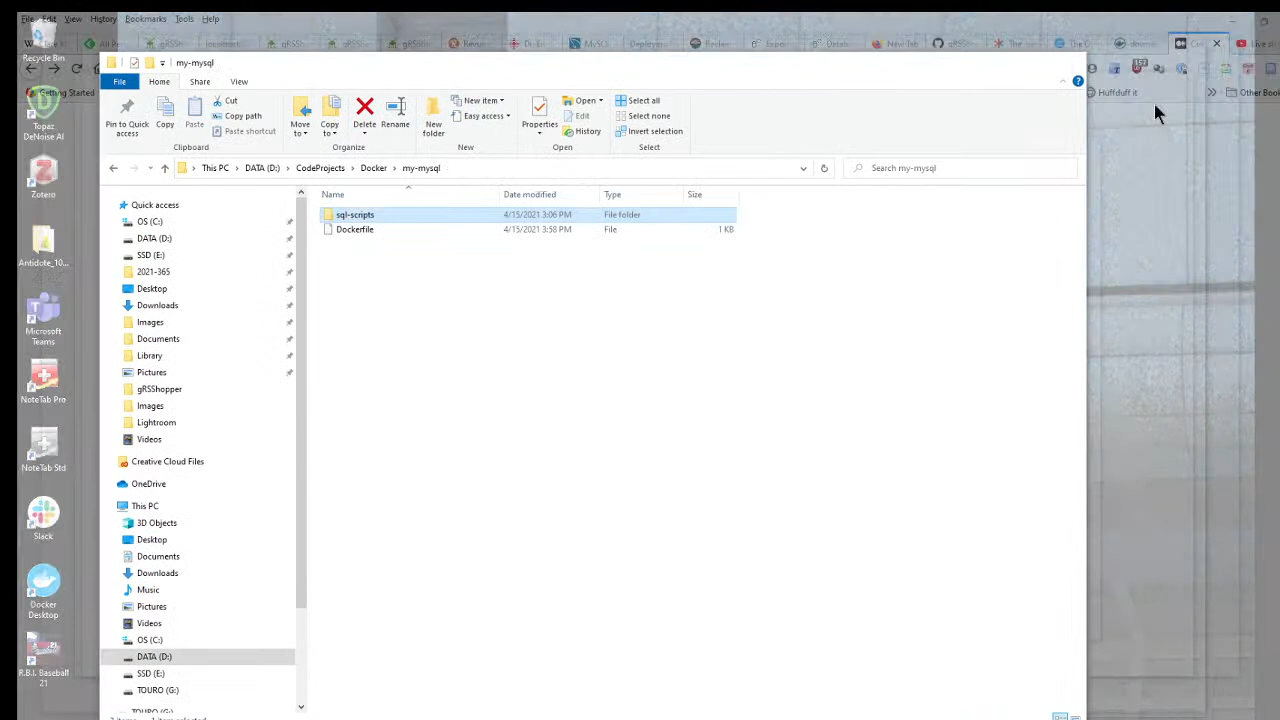 File Edit View History Bookmarks Tools Help
Getting Started
Huffduff it
Other Book
my-mysql
File Home Share View
Pin to Quick access
Copy
Paste
Cut
Copy path
Paste shortcut
Move to
Copy to
Delete
Rename
New folder
New item
Easy access
Properties
Open
Edit
History
Select all
Select none
Invert selection
Clipboard
Organize
New
Open
Select
This PC > DATA (D:) > CodeProjects > Docker > my-mysql
Search my-mysql
Name Date modified Type Size
sql-scripts 4/15/2021 3:06 PM File folder
Dockerfile 4/15/2021 3:58 PM File 1 KB
Quick access
OS (C:)
DATA (D:)
SSD (E:)
2021-365
Desktop
Downloads
Images
Documents
Library
Pictures
gRSShopper
Images
Lightroom
Videos
Creative Cloud Files
OneDrive
This PC
3D Objects
Desktop
Documents
Downloads
Music
Pictures
Videos
OS (C:)
DATA (D:)
SSD (E:)
TOURO (G:)
TOURO (G:)
Recycle Bin
Topaz DeNoise AI
Zotero
Antidote_10...
Microsoft Teams
NoteTab Pro
NoteTab Std
Slack
Docker Desktop
R.B.I. Baseball 21